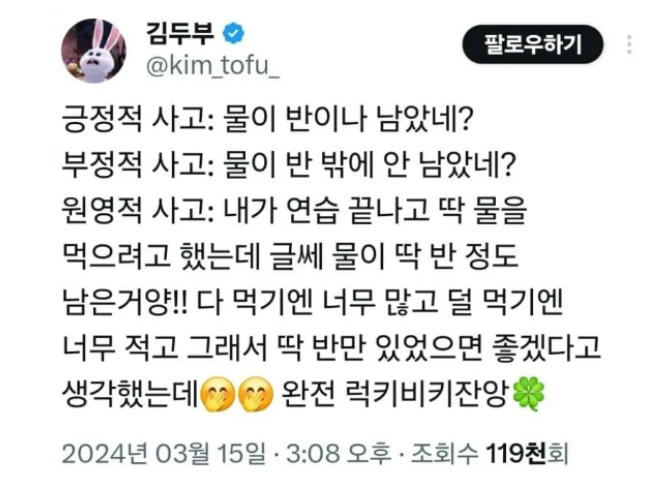 김두부
@kim_tofu_
팔로우하기
긍정적 사고: 물이 반이나 남았네?
부정적 사고: 물이 반 밖에 안 남았네?
원영적 사고: 내가 연습 끝나고 딱 물을
먹으려고 했는데 글쎄 물이 딱 반 정도
남은거양!! 다 먹기엔 너무 많고 덜 먹기엔
너무 적고 그래서 딱 반만 있었으면 좋겠다고
생각했는데🤭🤭 완전 럭키비키잔앙🍀
2024년 03월 15일 · 3:08 오후 · 조회수 119천회